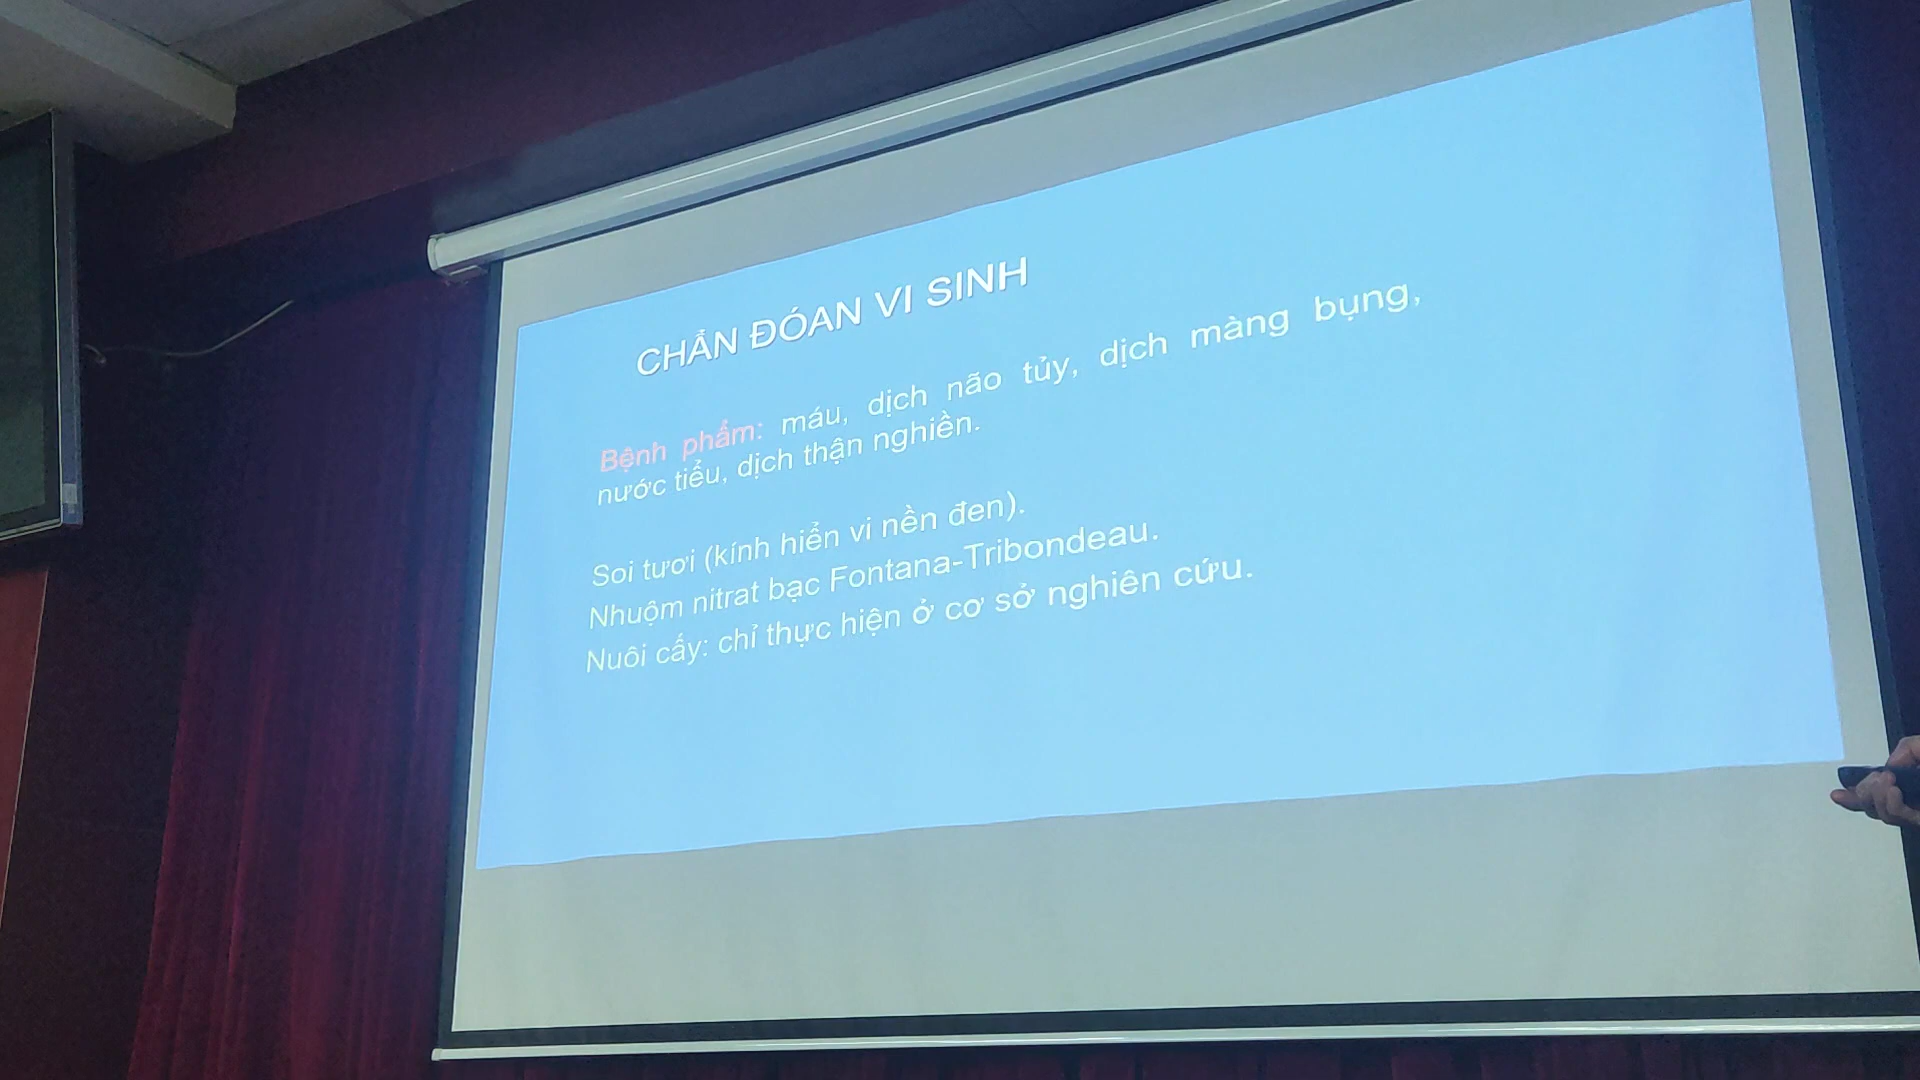 CHẨN ĐÓAN VI SINH
Bệnh phẩm: máu, dịch não tủy, dịch màng bụng,
nước tiểu, dịch thận nghiền.
Soi tươi (kính hiển vi nền đen).
Nhuộm nitrat bạc Fontana-Tribondeau.
Nuôi cấy: chỉ thực hiện ở cơ sở nghiên cứu.